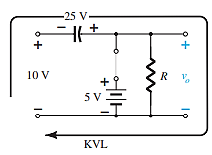 25 V
− +
+ +
10 V + R vₒ
5 V
− − −
KVL